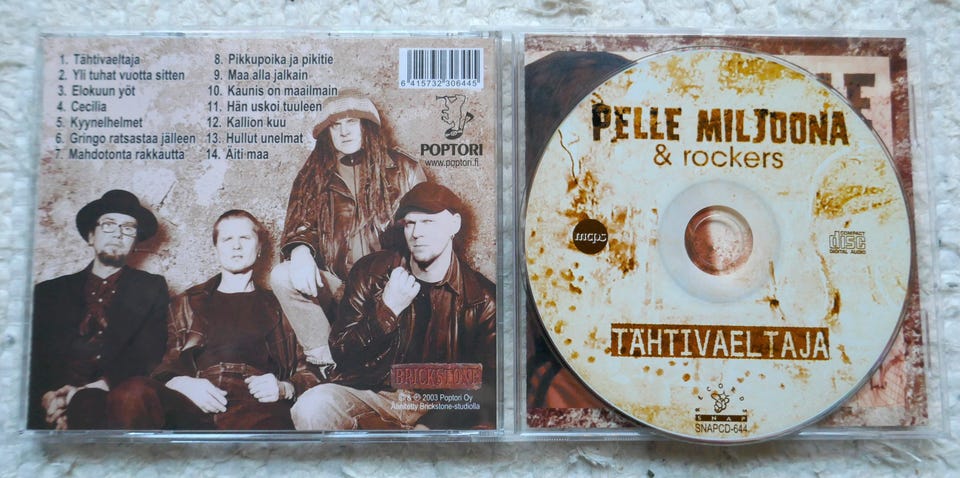 1. Tähtivaeltaja
2. Yli tuhat vuotta sitten
3. Elokuun yöt
4. Cecilia
5. Kyynelhelmet
6. Gringo ratsastaa jälleen
7. Mahdotonta rakkautta
8. Pikkupoika ja pikitie
9. Maa alla jalkain
10. Kaunis on maailmain
11. Hän uskoi tuuleen
12. Kallion kuu
13. Hullut unelmat
14. Äiti maa
6 415732 306445
POPTORI
www.poptori.fi
BRICKSTONE
© & ℗ 2003 Poptori Oy
Äänitetty Brickstone-studiolla
PELLE MILJOONA
& rockers
mcps
COMPACT
disc
DIGITAL AUDIO
TÄHTIVAELTAJA
SNAP
SNAPCD-644